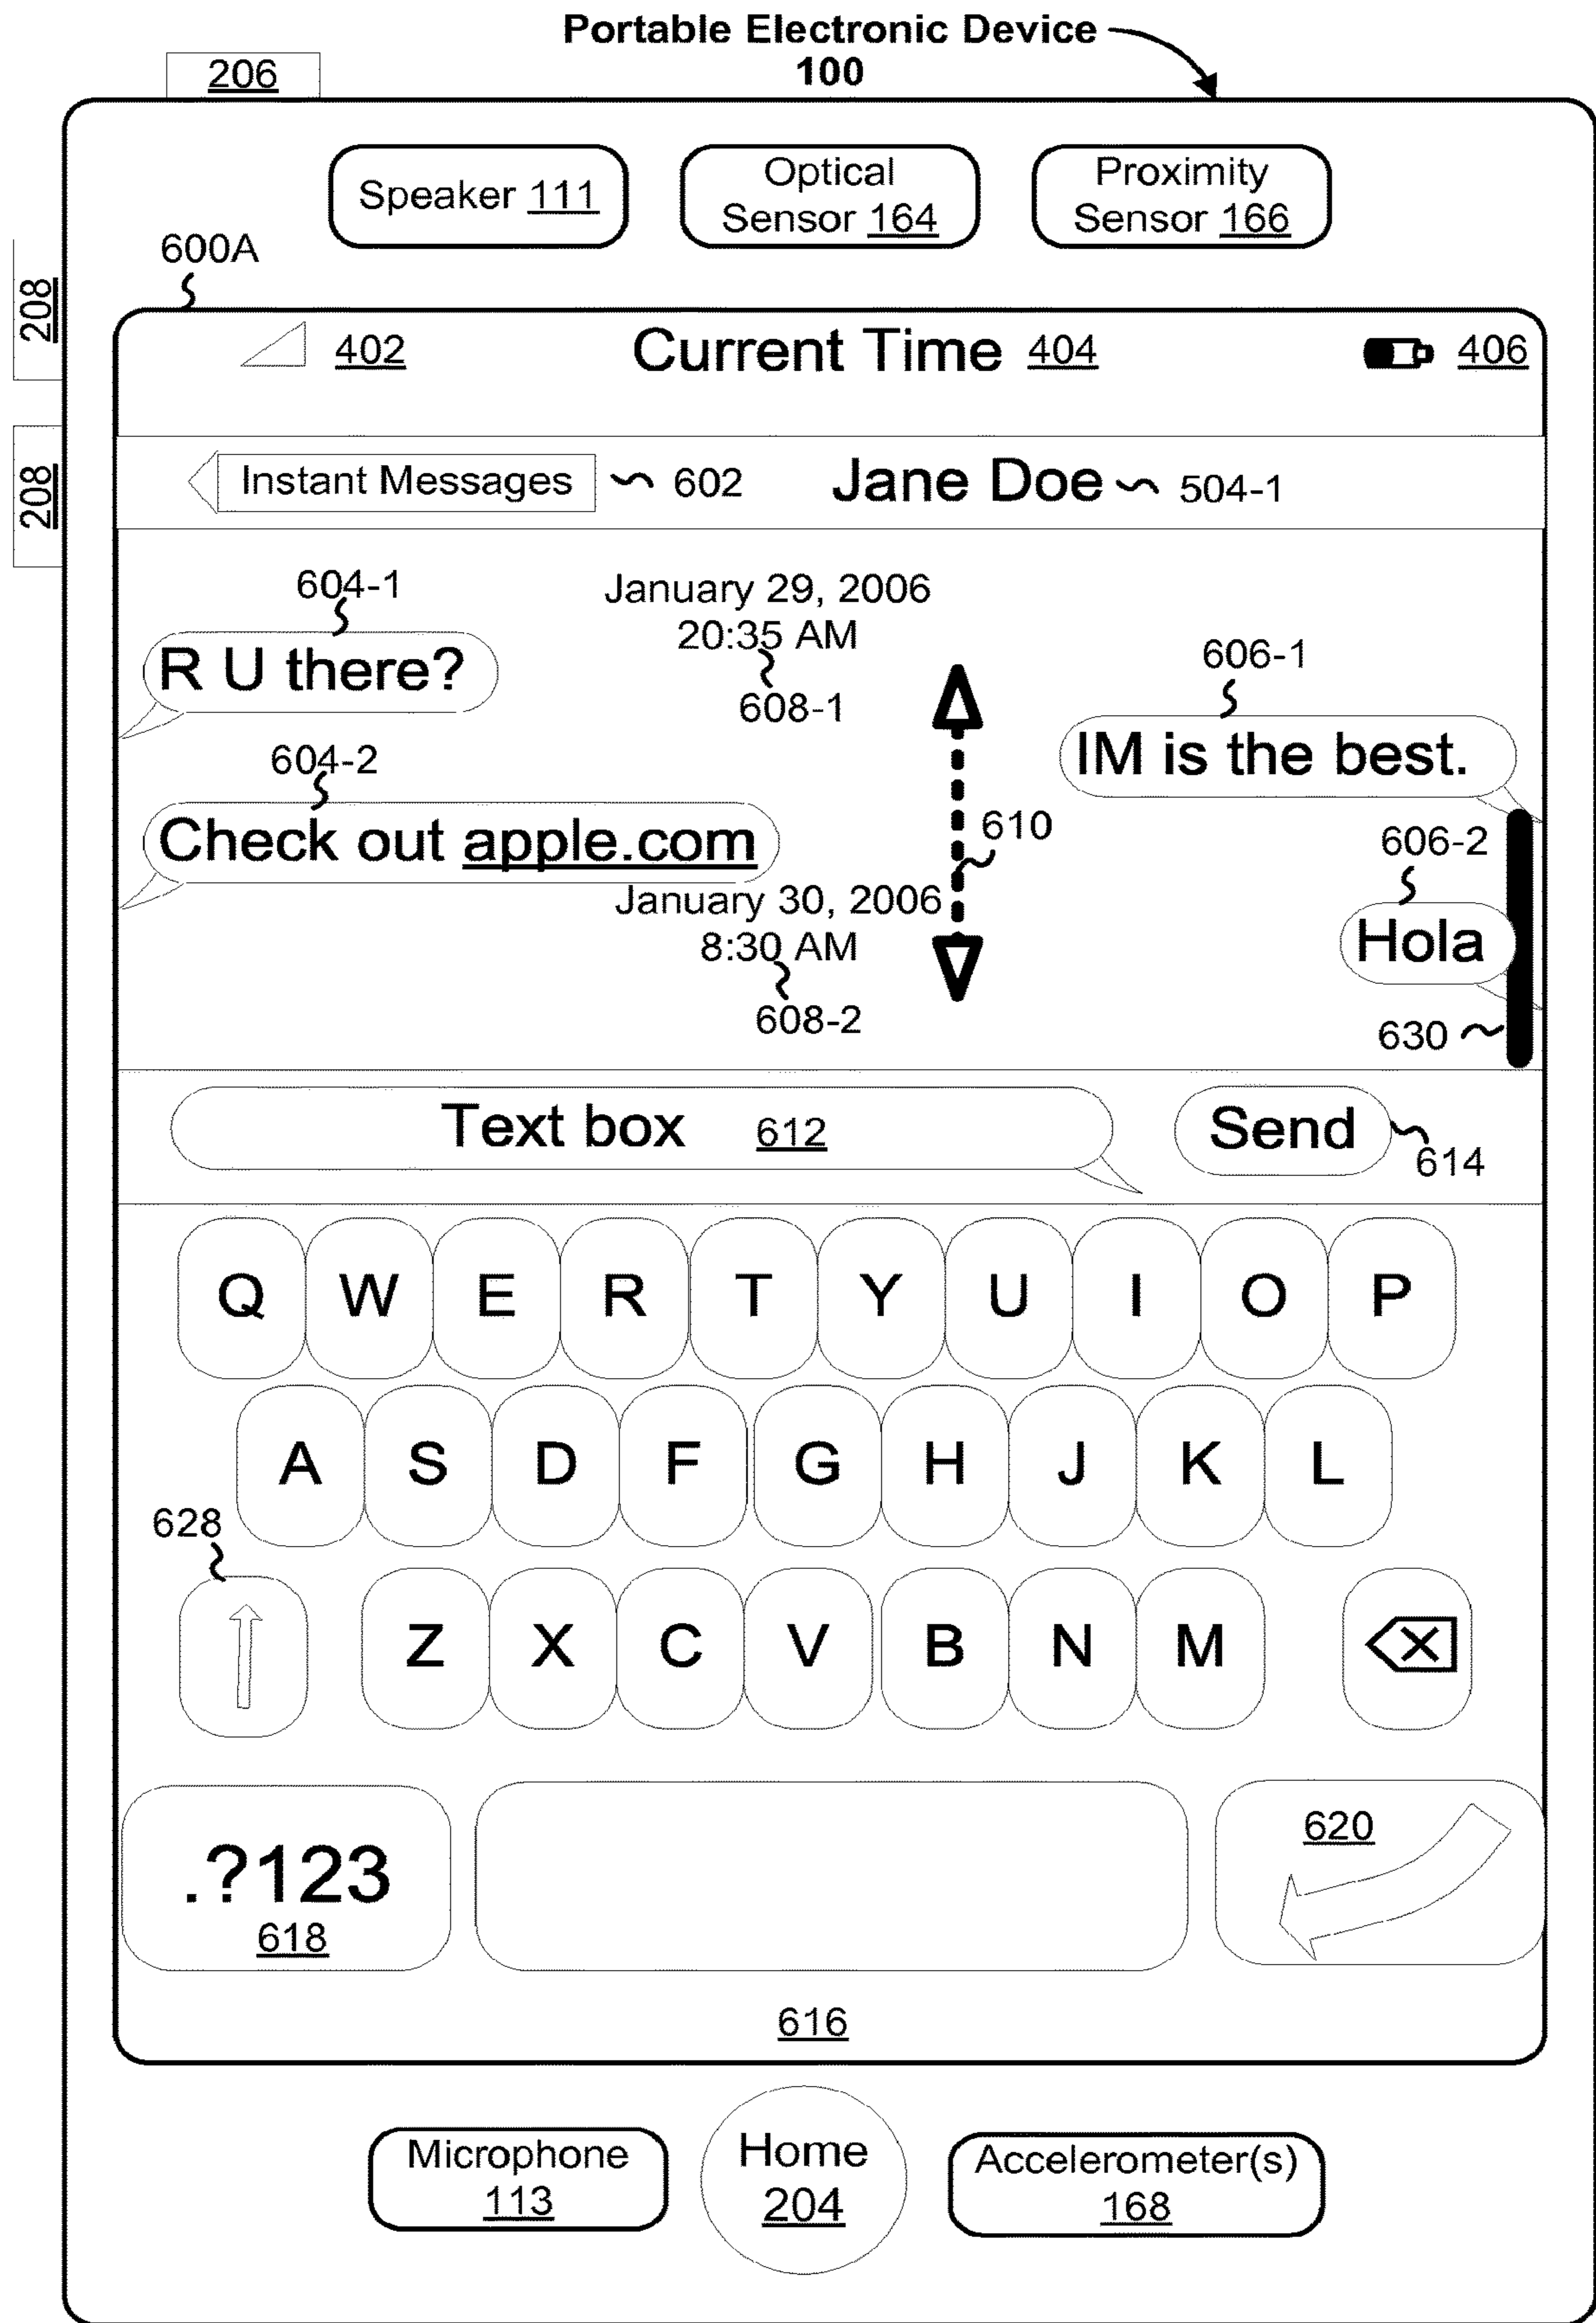 Portable Electronic Device
100
206
Speaker 111
Optical
Sensor 164
Proximity
Sensor 166
600A
208
402
Current Time 404
406
208
Instant Messages
602
Jane Doe
504-1
604-1
January 29, 2006
20:35 AM
608-1
R U there?
606-1
IM is the best.
604-2
Check out apple.com
610
606-2
January 30, 2006
8:30 AM
608-2
Hola
630
Text box 612
Send
614
Q W E R T Y U I O P
A S D F G H J K L
628
Z X C V B N M
.?123
618
620
616
Microphone
113
Home
204
Accelerometer(s)
168